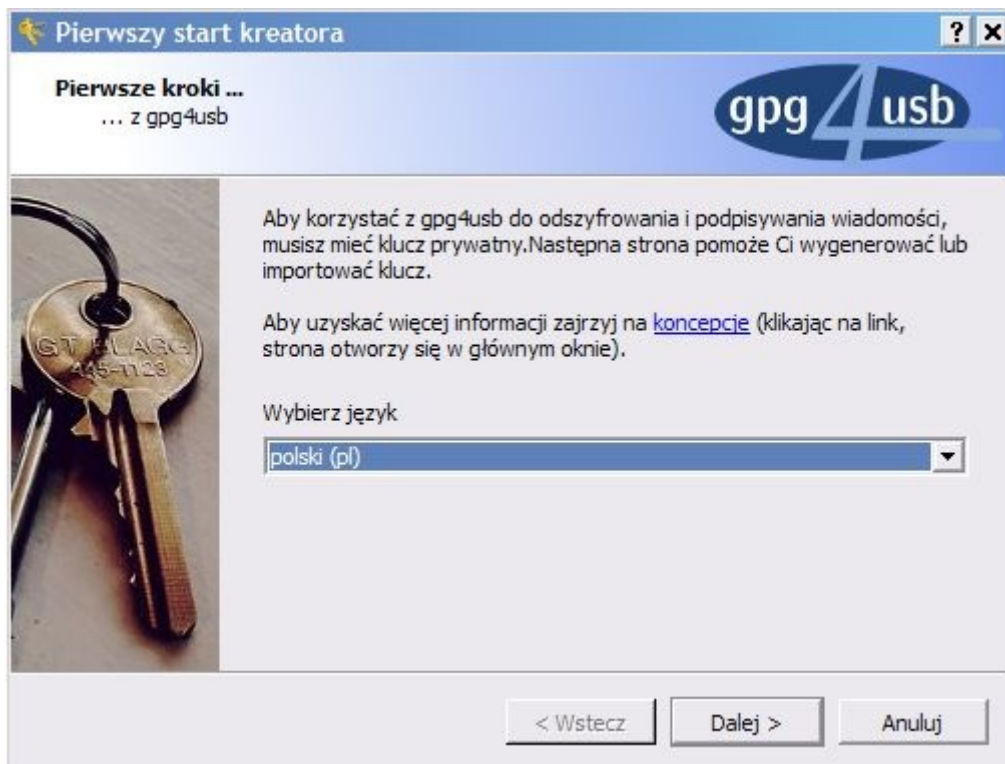 Pierwszy start kreatora
Pierwsze kroki ...
... z gpg4usb
gpg4usb
Aby korzystać z gpg4usb do odszyfrowania i podpisywania wiadomości,
musisz mieć klucz prywatny.Następna strona pomoże Ci wygenerować lub
importować klucz.
Aby uzyskać więcej informacji zajrzyj na koncepcje (klikając na link,
strona otworzy się w głównym oknie).
Wybierz język
polski (pl)
445-1123
< Wstecz
Dalej >
Anuluj